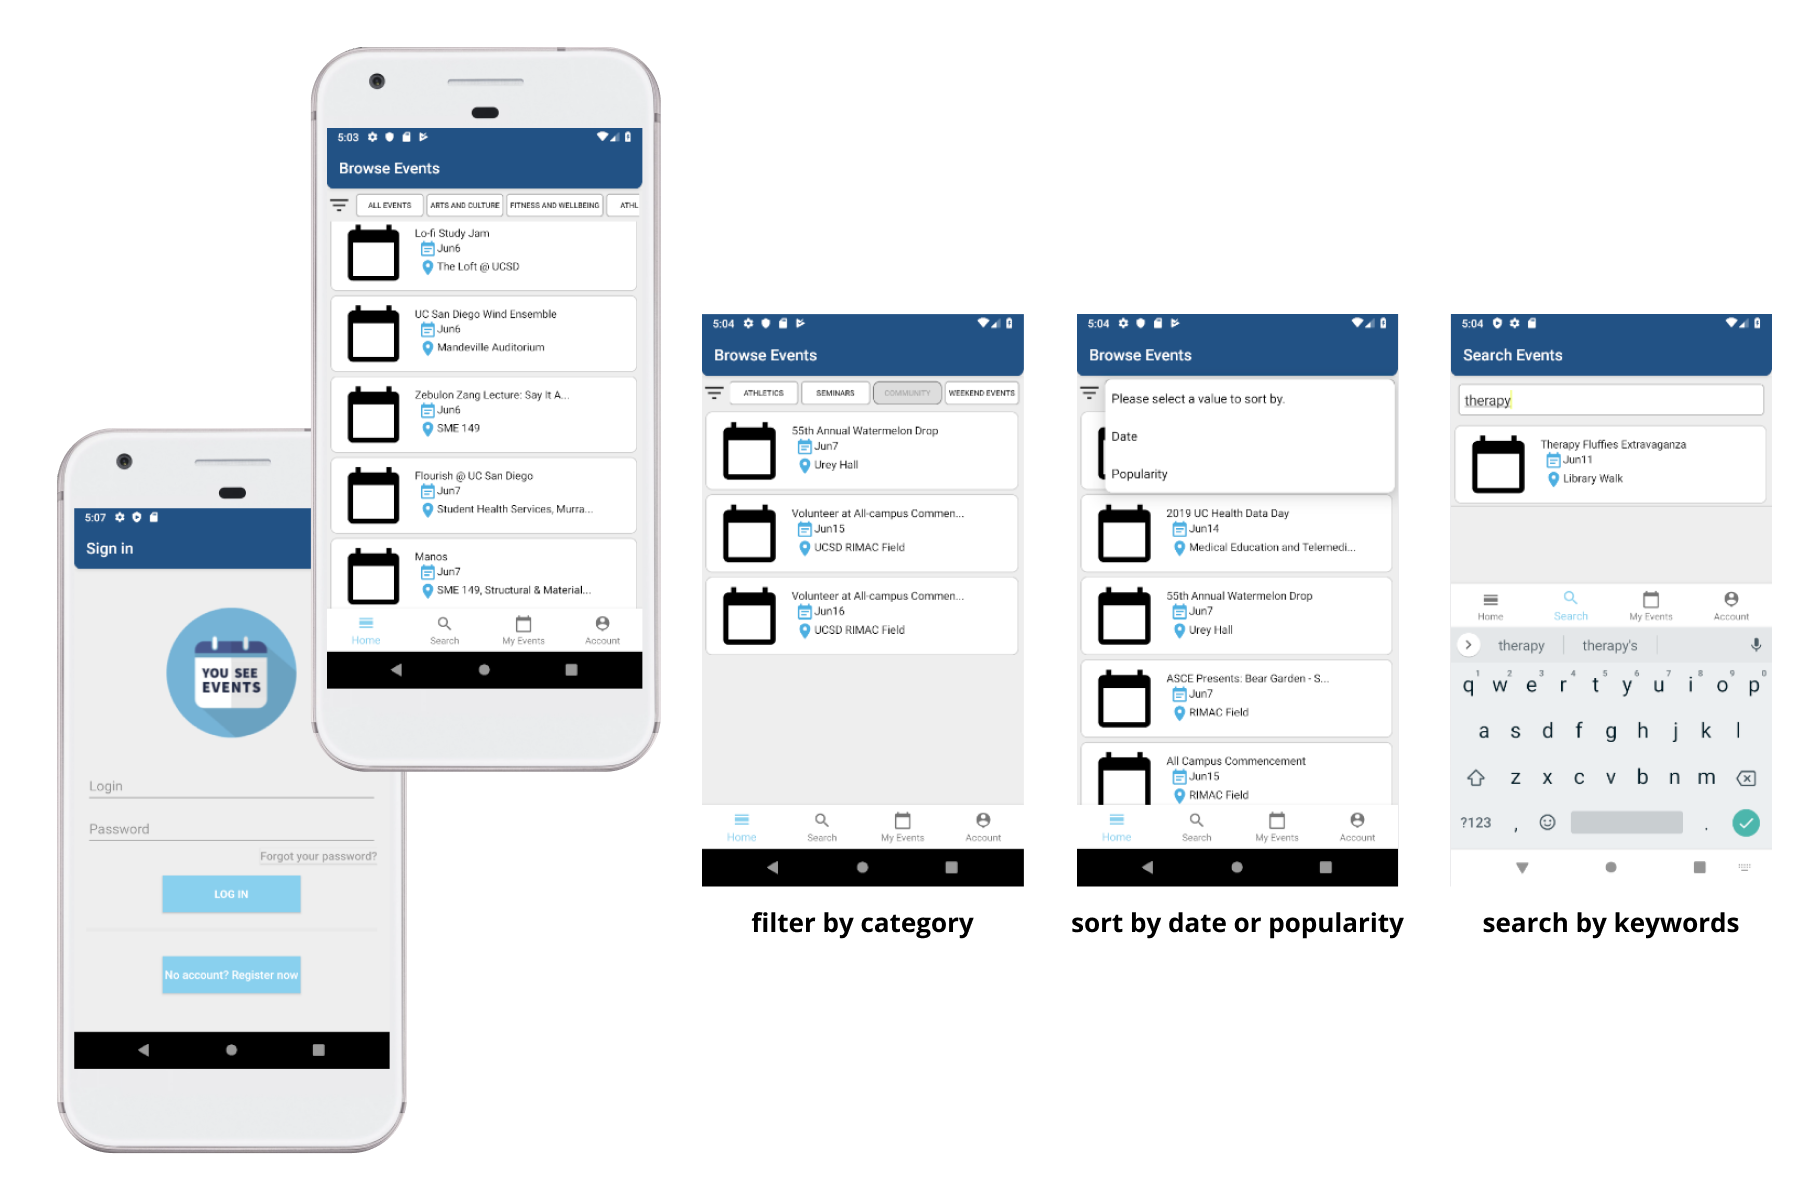 5:03
Browse Events
ALL EVENTS
ARTS AND CULTURE
FITNESS AND WELLBEING
ATHL
Lo-fi Study Jam
Jun6
The Loft @ UCSD
UC San Diego Wind Ensemble
Jun6
Mandeville Auditorium
Zebulon Zang Lecture: Say It A...
Jun6
SME 149
Flourish @ UC San Diego
Jun7
Student Health Services, Murra...
Manos
Jun7
SME 149, Structural & Material...
Home
Search
My Events
Account
5:07
Sign in
YOU SEE
EVENTS
Login
Password
Forgot your password?
LOG IN
No account? Register now
5:04
Browse Events
ATHLETICS
SEMINARS
COMMUNITY
WEEKEND EVENTS
55th Annual Watermelon Drop
Jun7
Urey Hall
Volunteer at All-campus Commen...
Jun15
UCSD RIMAC Field
Volunteer at All-campus Commen...
Jun16
UCSD RIMAC Field
Home
Search
My Events
Account
filter by category
5:04
Browse Events
Please select a value to sort by.
Date
Popularity
2019 UC Health Data Day
Jun14
Medical Education and Telemedi...
55th Annual Watermelon Drop
Jun7
Urey Hall
ASCE Presents: Bear Garden - S...
Jun7
RIMAC Field
All Campus Commencement
Jun15
RIMAC Field
Home
Search
My Events
Account
sort by date or popularity
5:04
Search Events
therapy
Therapy Fluffies Extravaganza
Jun11
Library Walk
Home
Search
My Events
Account
therapy
therapy's
q1 w2 e3 r4 t5 y6 u7 i8 o9 p0
a s d f g h j k l
z x c v b n m
?123 , .
search by keywords